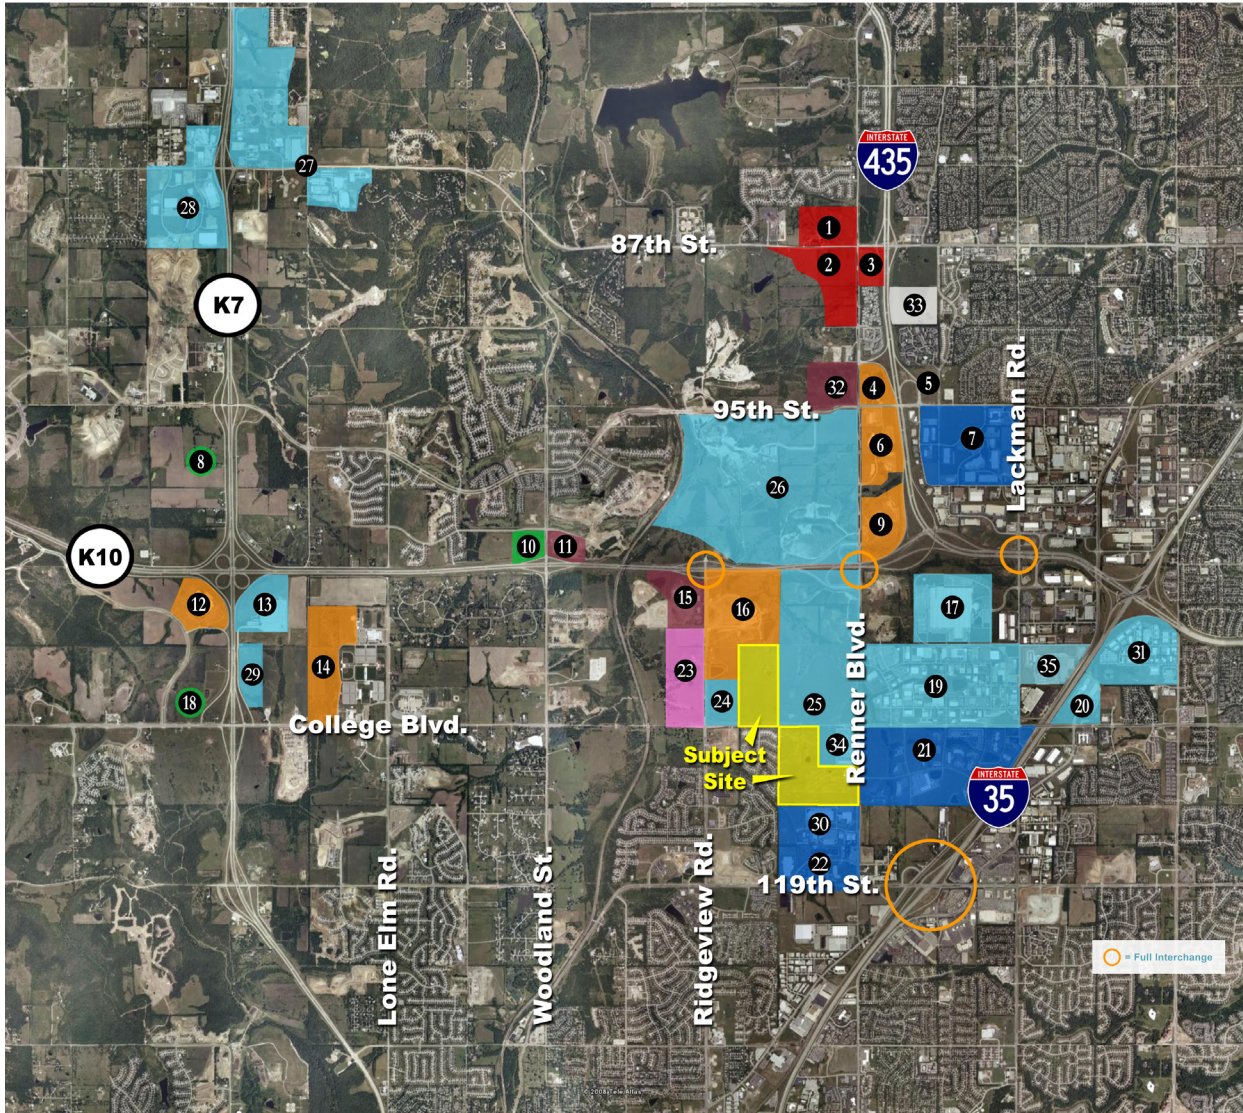 INTERSTATE
435
27
28
1
87th St.
2
3
K7
33
Lackman Rd.
32
4
5
95th St.
8
6
7
26
9
10
11
K10
12
13
15
16
17
14
Renner Blvd.
23
31
29
35
18
24
25
19
20
College Blvd.
34
21
Subject
Site
INTERSTATE
35
30
22
119th St.
Lone Elm Rd.
Woodland St.
Ridgeview Rd.
= Full Interchange
© 2008 Tele Atlas